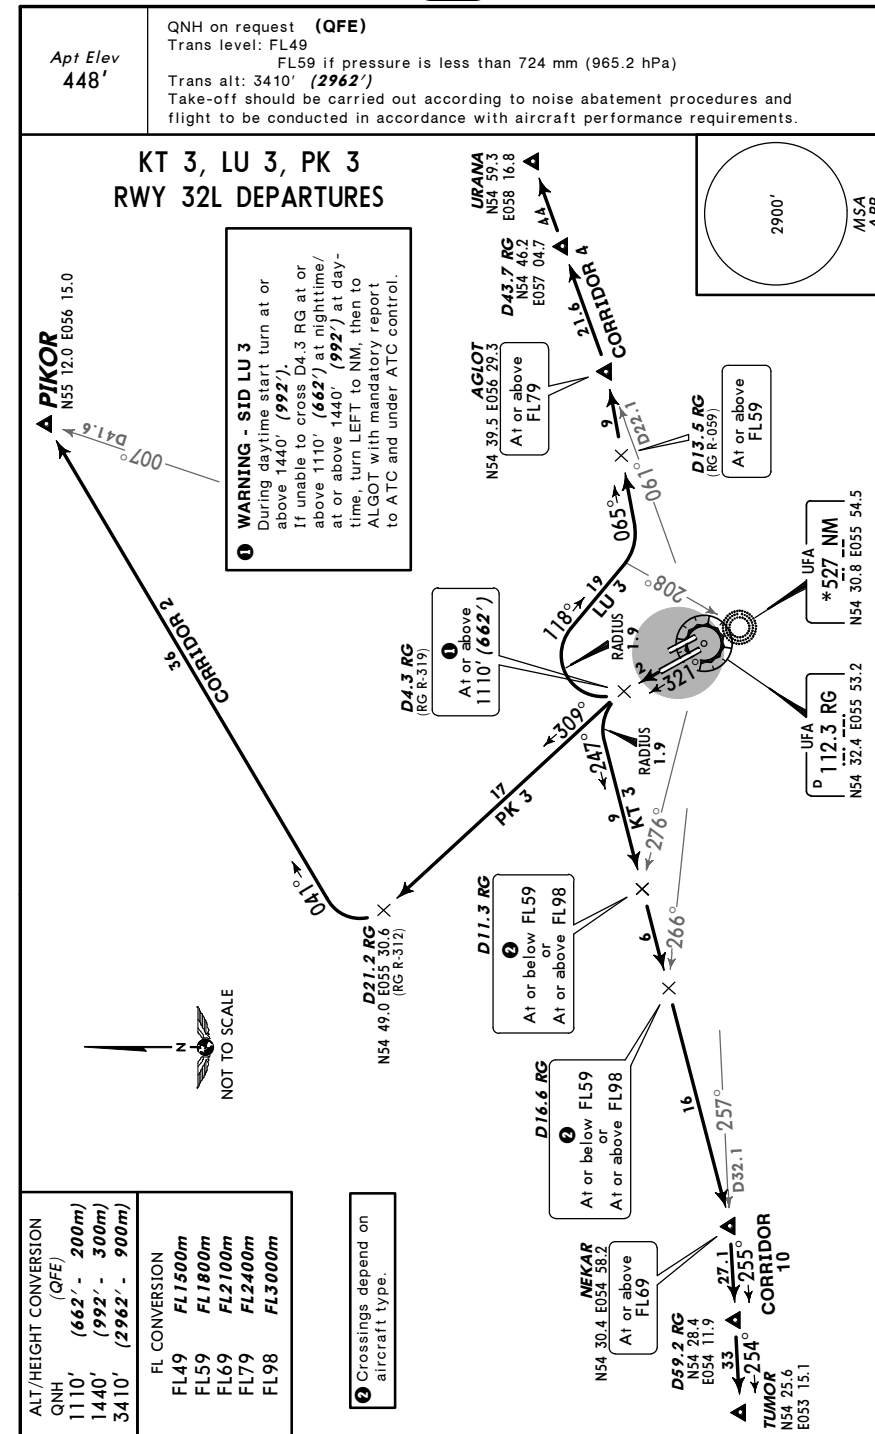 Apt Elev
448'
QNH on request (QFE)
Trans level: FL49
FL59 if pressure is less than 724 mm (965.2 hPa)
Trans alt: 3410' (2962')
Take-off should be carried out according to noise abatement procedures and
flight to be conducted in accordance with aircraft performance requirements.
KT 3, LU 3, PK 3
RWY 32L DEPARTURES
2900'
MSA
ARP
PIKOR
N55 12.0 E056 15.0
D41.6
007°
❶ WARNING - SID LU 3
During daytime start turn at or
above 1440' (992').
If unable to cross D4.3 RG at or
above 1110' (662') at nighttime/
at or above 1440' (992') at day-
time, turn LEFT to NM, then to
ALGOT with mandatory report
to ATC and under ATC control.
URANA
N54 59.3
E058 16.8
44
D43.7 RG
N54 46.2
E057 04.7
21.6
CORRIDOR 4
AGLOT
N54 39.5 E056 29.3
At or above
FL79
9
D22.1
061°
D13.5 RG
(RG R-059)
At or above
FL59
065°
19
LU 3
118°
208°
RADIUS
1.9
UFA
*527 NM
N54 30.8 E055 54.5
UFA
D 112.3 RG
N54 32.4 E055 53.2
D4.3 RG
(RG R-319)
❶
At or above
1110' (662')
2
321°
36
CORRIDOR 2
309°
17
PK 3
041°
D21.2 RG
N54 49.0 E055 30.6
(RG R-312)
247°
RADIUS
1.9
9
KT 3
276°
D11.3 RG
❷
At or below FL59
or
At or above FL98
6
266°
D16.6 RG
❷
At or below FL59
or
At or above FL98
16
257°
D32.1
NEKAR
N54 30.4 E054 58.2
At or above
FL69
27.1
255°
CORRIDOR
10
D59.2 RG
N54 28.4
E054 11.9
33
254°
TUMOR
N54 25.6
E053 15.1
N
NOT TO SCALE
ALT/HEIGHT CONVERSION
QNH (QFE)
1110' (662' - 200m)
1440' (992' - 300m)
3410' (2962' - 900m)
FL CONVERSION
FL49 FL1500m
FL59 FL1800m
FL69 FL2100m
FL79 FL2400m
FL98 FL3000m
❷ Crossings depend on
aircraft type.